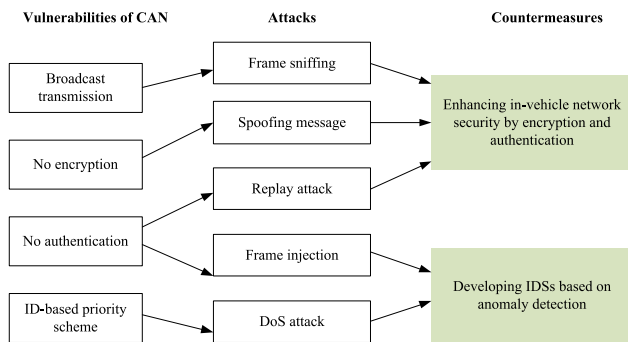 Vulnerabilities of CAN
Attacks
Countermeasures
Broadcast
transmission
No encryption
No authentication
ID-based priority
scheme
Frame sniffing
Spoofing message
Replay attack
Frame injection
DoS attack
Enhancing in-vehicle network
security by encryption and
authentication
Developing IDSs based on
anomaly detection